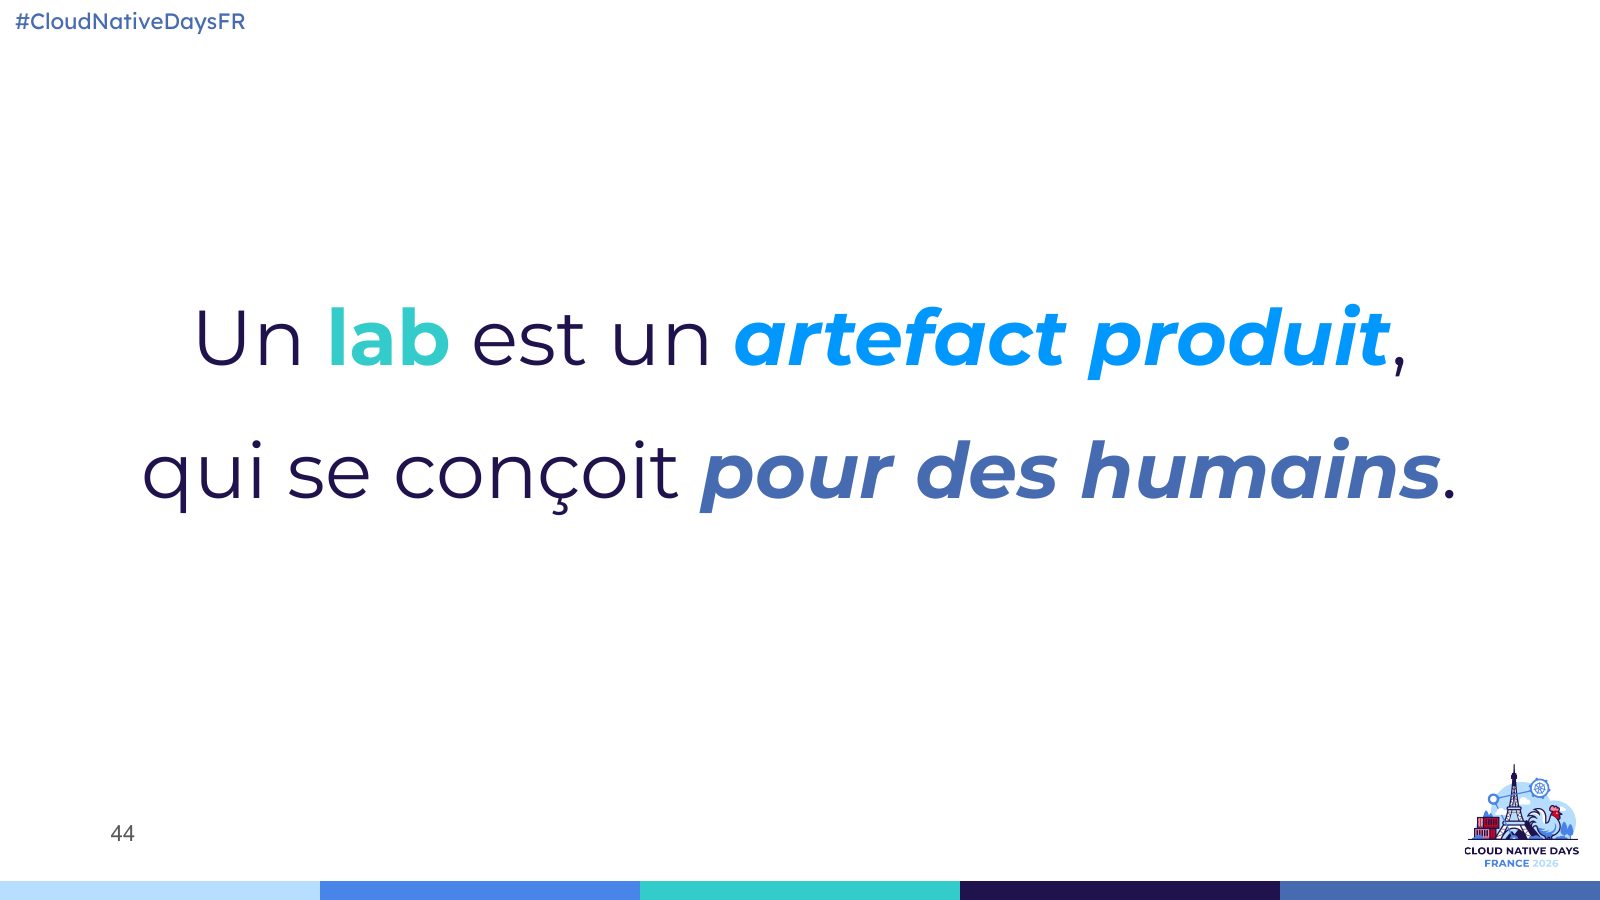 #CloudNativeDaysFR
Un lab est un artefact produit,
qui se conçoit pour des humains.
44
CLOUD NATIVE DAYS
FRANCE 2026